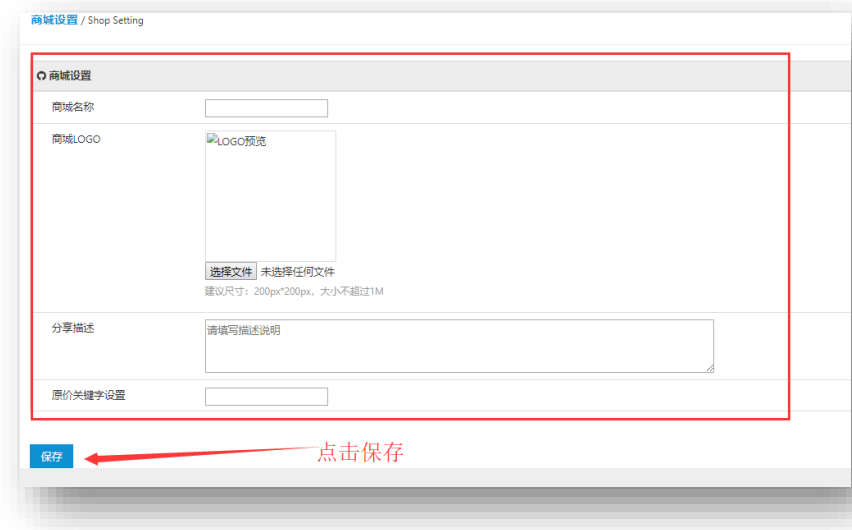 商城设置 / Shop Setting
商城设置
商城名称
商城LOGO
LOGO预览
选择文件 未选择任何文件
建议尺寸：200px*200px，大小不超过1M
分享描述
请填写描述说明
原价关键字设置
保存
点击保存